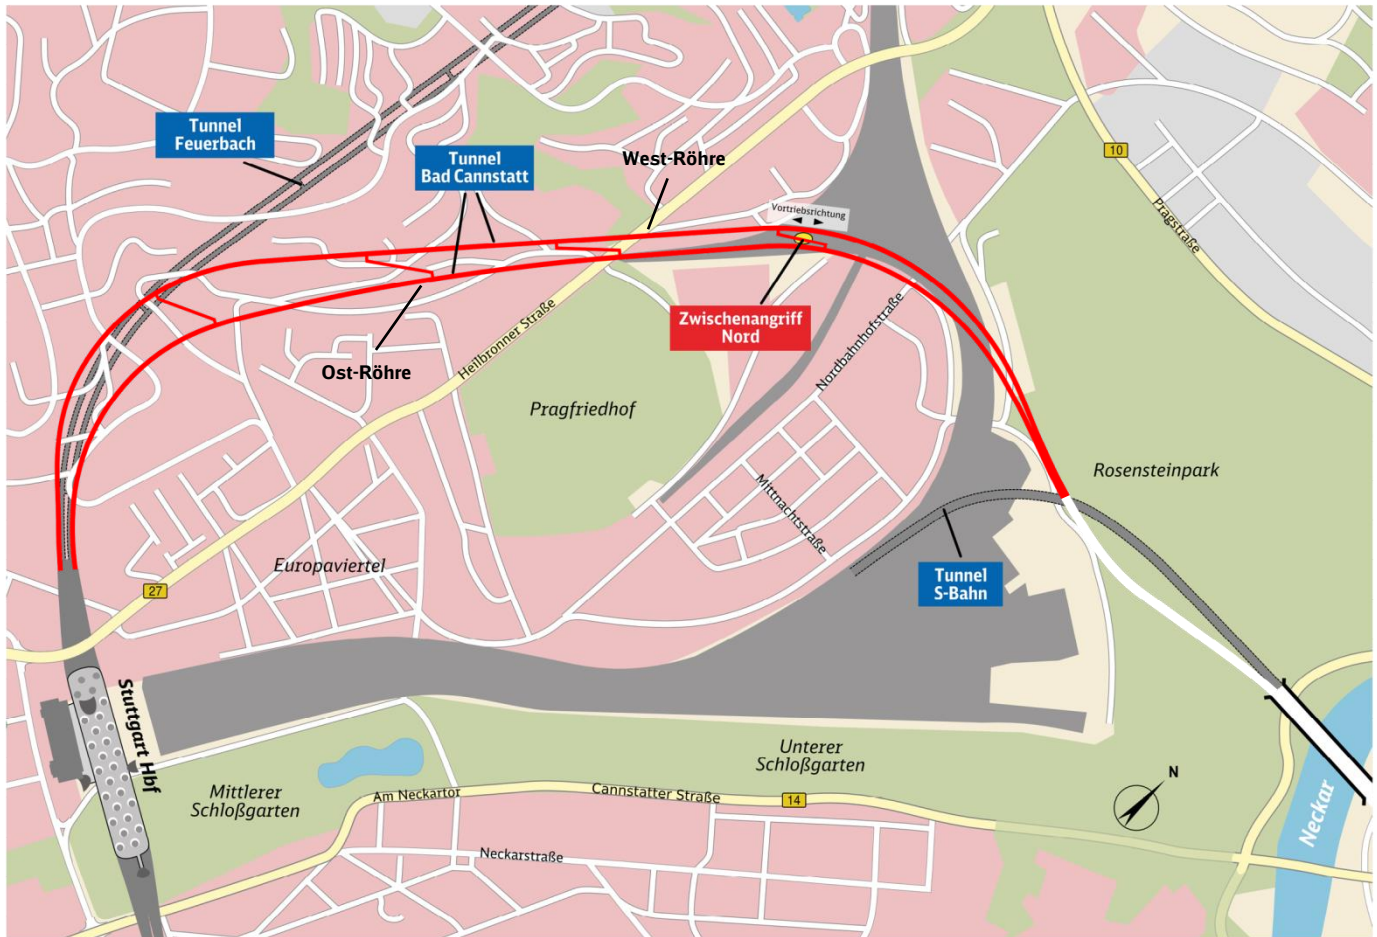 Tunnel
Feuerbach
Tunnel
Bad Cannstatt
West-Röhre
10
Pragstraße
Vortriebsrichtung
Zwischenangriff
Nord
Heilbronner Straße
Ost-Röhre
Nordbahnhofstraße
Pragfriedhof
Rosensteinpark
Mittnachtstraße
Europaviertel
27
Tunnel
S-Bahn
Stuttgart Hbf
Mittlerer
Schloßgarten
Unterer
Schloßgarten
Am Neckartor
Cannstatter Straße
14
N
Neckar
Neckarstraße